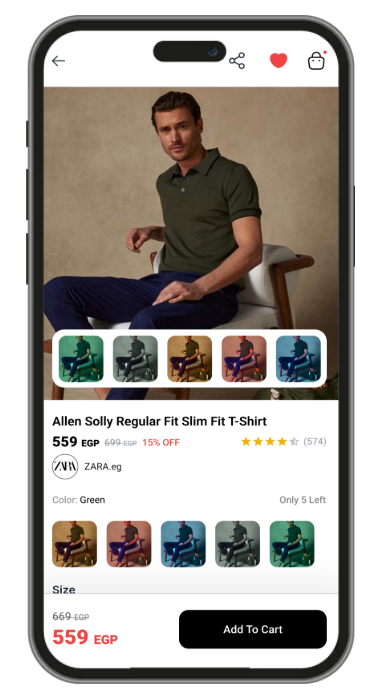 Allen Solly Regular Fit Slim Fit T-Shirt
559 EGP 699 EGP 15% OFF (574)
ZARA ZARA.eg
Color: Green Only 5 Left
Size
669 EGP
559 EGP
Add To Cart